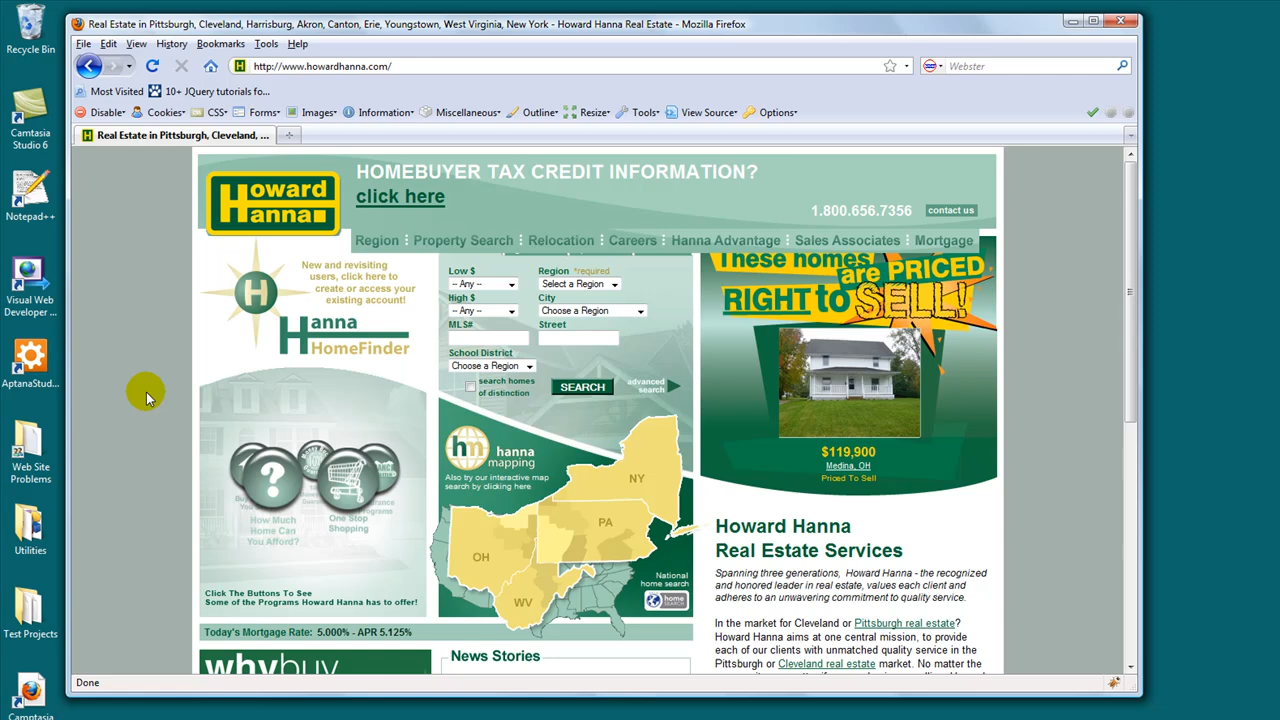 Real Estate in Pittsburgh, Cleveland, Harrisburg, Akron, Canton, Erie, Youngstown, West Virginia, New York - Howard Hanna Real Estate - Mozilla Firefox
File Edit View History Bookmarks Tools Help
http://www.howardhanna.com/
Webster
Most Visited 10+ JQuery tutorials fo...
Disable Cookies CSS Forms Images Information Miscellaneous Outline Resize Tools View Source Options
Real Estate in Pittsburgh, Cleveland, ...
Recycle Bin
Camtasia
Studio 6
Notepad++
Visual Web
Developer ...
AptanaStud...
Web Site
Problems
Utilities
Test Projects
Camptasia
Howard
Hanna
HOMEBUYER TAX CREDIT INFORMATION?
click here
1.800.656.7356 contact us
Region Property Search Relocation Careers Hanna Advantage Sales Associates Mortgage
New and revisiting
users, click here to
create or access your
existing account!
H
Hanna
HomeFinder
How Much
Home Can
You Afford?
One Stop
Shopping
Click The Buttons To See
Some of the Programs Howard Hanna has to offer!
Low $ Region *required
-- Any -- Select a Region
High $ City
-- Any -- Choose a Region
MLS# Street
School District
Choose a Region
search homes
of distinction
SEARCH
advanced
search
hm hanna
mapping
Also try our interactive map
search by clicking here
NY
PA
OH
WV
National
home search
home
SEARCH
These homes
are PRICED
RIGHT to SELL!
$119,900
Medina, OH
Priced To Sell
Howard Hanna
Real Estate Services
Spanning three generations, Howard Hanna - the recognized
and honored leader in real estate, values each client and
adheres to an unwavering commitment to quality service.
In the market for Cleveland or Pittsburgh real estate?
Howard Hanna aims at one central mission, to provide
each of our clients with unmatched quality service in the
Pittsburgh or Cleveland real estate market. No matter the
Today's Mortgage Rate: 5.000% - APR 5.125%
whybuy
News Stories
Done